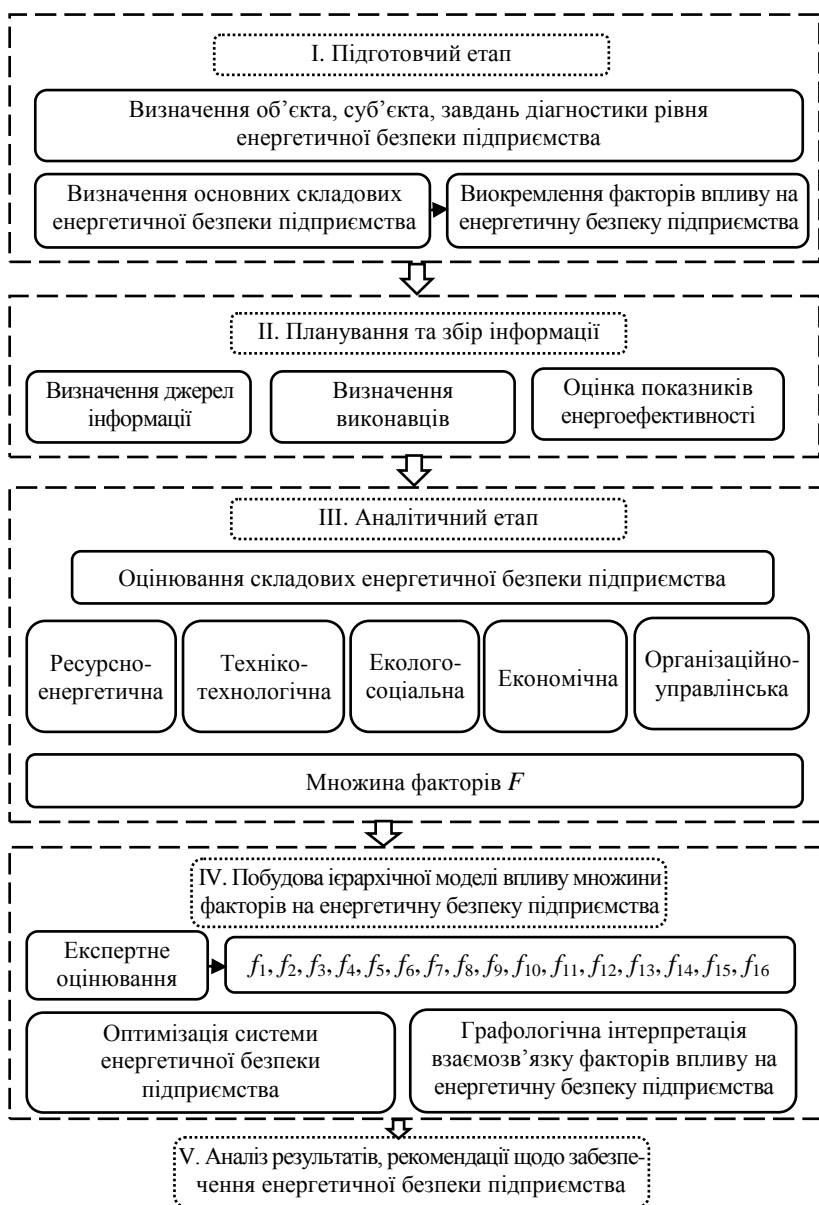 І. Підготовчий етап
Визначення об’єкта, суб’єкта, завдань діагностики рівня
енергетичної безпеки підприємства
Визначення основних складових
енергетичної безпеки підприємства
Виокремлення факторів впливу на
енергетичну безпеку підприємства
ІІ. Планування та збір інформації
Визначення джерел
інформації
Визначення
виконавців
Оцінка показників
енергоефективності
ІІІ. Аналітичний етап
Оцінювання складових енергетичної безпеки підприємства
Ресурсно-
енергетична
Техніко-
технологічна
Еколого-
соціальна
Економічна
Організаційно-
управлінська
Множина факторів F
IV. Побудова ієрархічної моделі впливу множини
факторів на енергетичну безпеку підприємства
Експертне
оцінювання
f1, f2, f3, f4, f5, f6, f7, f8, f9, f10, f11, f12, f13, f14, f15, f16
Оптимізація системи
енергетичної безпеки
підприємства
Графологічна інтерпретація
взаємозв’язку факторів впливу на
енергетичну безпеку підприємства
V. Аналіз результатів, рекомендації щодо забезпе-
чення енергетичної безпеки підприємства